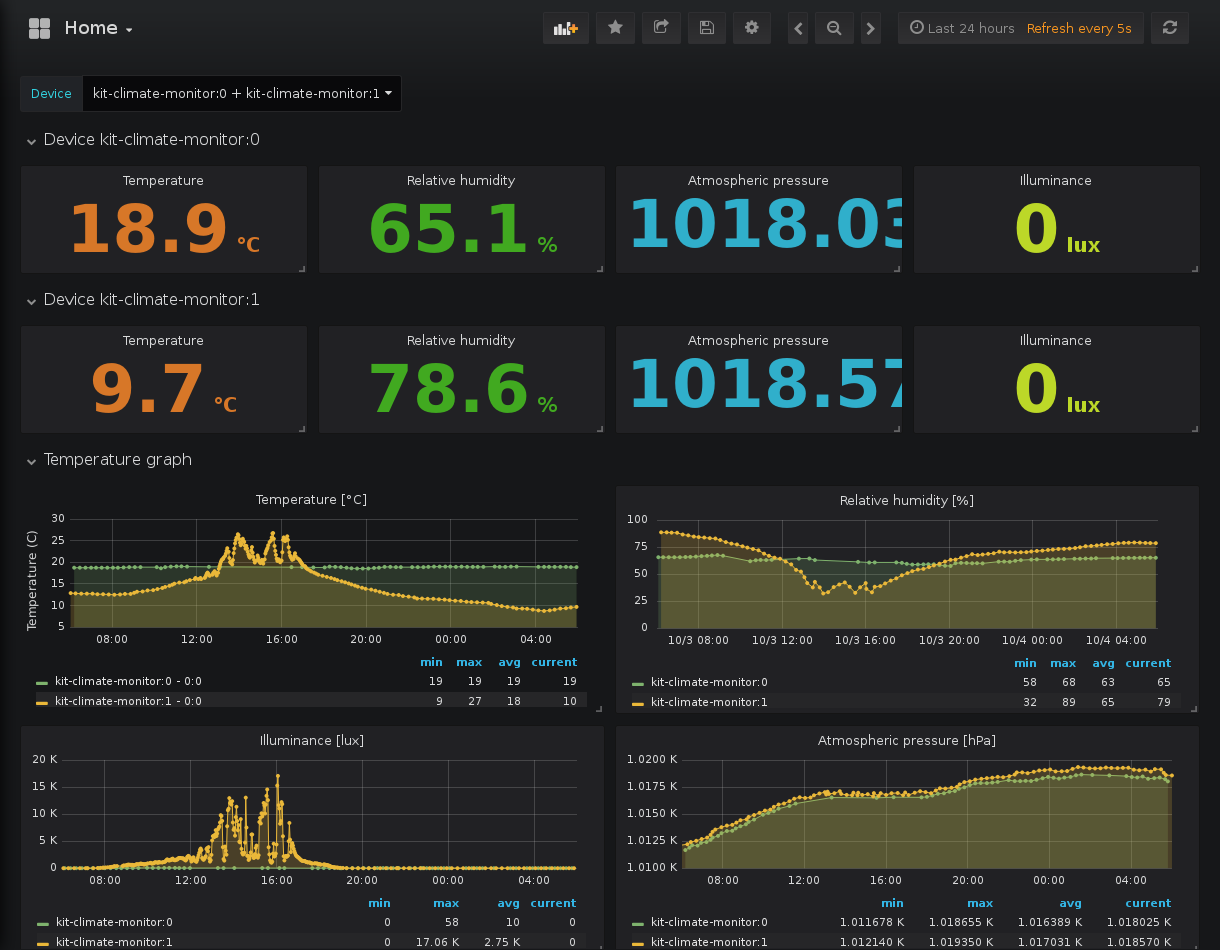 Home
Last 24 hours Refresh every 5s
Device kit-climate-monitor:0 + kit-climate-monitor:1
Device kit-climate-monitor:0
Temperature Relative humidity Atmospheric pressure Illuminance
18.9 °C 65.1 % 1018.03 0 lux
Device kit-climate-monitor:1
Temperature Relative humidity Atmospheric pressure Illuminance
9.7 °C 78.6 % 1018.57 0 lux
Temperature graph
Temperature [°C]
Temperature (C)
30
25
20
15
10
5
08:00 12:00 16:00 20:00 00:00 04:00
min max avg current
kit-climate-monitor:0 - 0:0 19 19 19 19
kit-climate-monitor:1 - 0:0 9 27 18 10
Relative humidity [%]
100
75
50
25
0
10/3 08:00 10/3 12:00 10/3 16:00 10/3 20:00 10/4 00:00 10/4 04:00
min max avg current
kit-climate-monitor:0 58 68 63 65
kit-climate-monitor:1 32 89 65 79
Illuminance [lux]
20 K
15 K
10 K
5 K
0
08:00 12:00 16:00 20:00 00:00 04:00
min max avg current
kit-climate-monitor:0 0 58 10 0
kit-climate-monitor:1 0 17.06 K 2.75 K 0
Atmospheric pressure [hPa]
1.0200 K
1.0175 K
1.0150 K
1.0125 K
1.0100 K
08:00 12:00 16:00 20:00 00:00 04:00
min max avg current
kit-climate-monitor:0 1.011678 K 1.018655 K 1.016389 K 1.018025 K
kit-climate-monitor:1 1.012140 K 1.019350 K 1.017031 K 1.018570 K